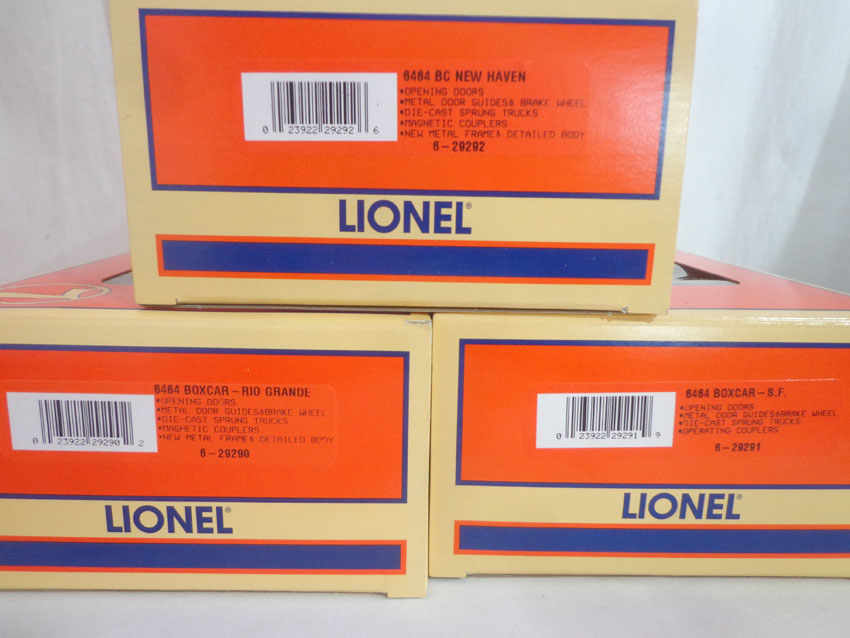 6464 BC NEW HAVEN
*OPENING DOORS
*METAL DOOR GUIDES& BRAKE WHEEL
*DIE-CAST SPRUNG TRUCKS
*MAGNETIC COUPLERS
*NEW METAL FRAME& DETAILED BODY
6-29292
0 23922 29292 6
LIONEL®
6464 BOXCAR-RIO GRANDE
*OPENING DOORS
*METAL DOOR GUIDES&BRAKE WHEEL
*DIE-CAST SPRUNG TRUCKS
*MAGNETIC COUPLERS
*NEW METAL FRAME& DETAILED BODY
6-29290
0 23922 29290 2
LIONEL®
6464 BOXCAR-S.F.
*OPENING DOORS
*METAL DOOR GUIDES&BRAKE WHEEL
*DIE-CAST SPRUNG TRUCKS
*OPERATING COUPLERS
6-29291
0 23922 29291 9
LIONEL®